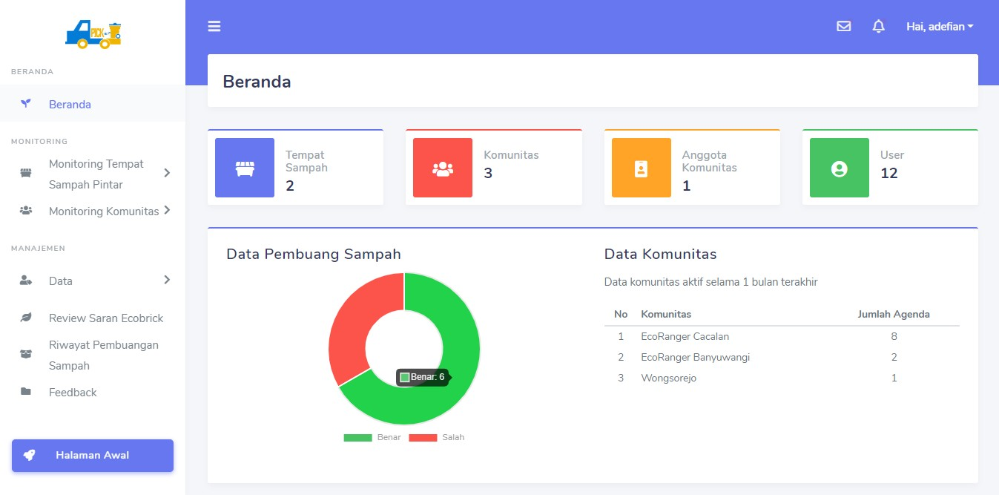 PICK
BERANDA
Beranda
MONITORING
Monitoring Tempat
Sampah Pintar
Monitoring Komunitas
MANAJEMEN
Data
Review Saran Ecobrick
Riwayat Pembuangan
Sampah
Feedback
Halaman Awal
Hai, adefian
Beranda
Tempat
Sampah
2
Komunitas
3
Anggota
Komunitas
1
User
12
Data Pembuang Sampah
Benar: 6
Benar Salah
Data Komunitas
Data komunitas aktif selama 1 bulan terakhir
No Komunitas Jumlah Agenda
1 EcoRanger Cacalan 8
2 EcoRanger Banyuwangi 2
3 Wongsorejo 1